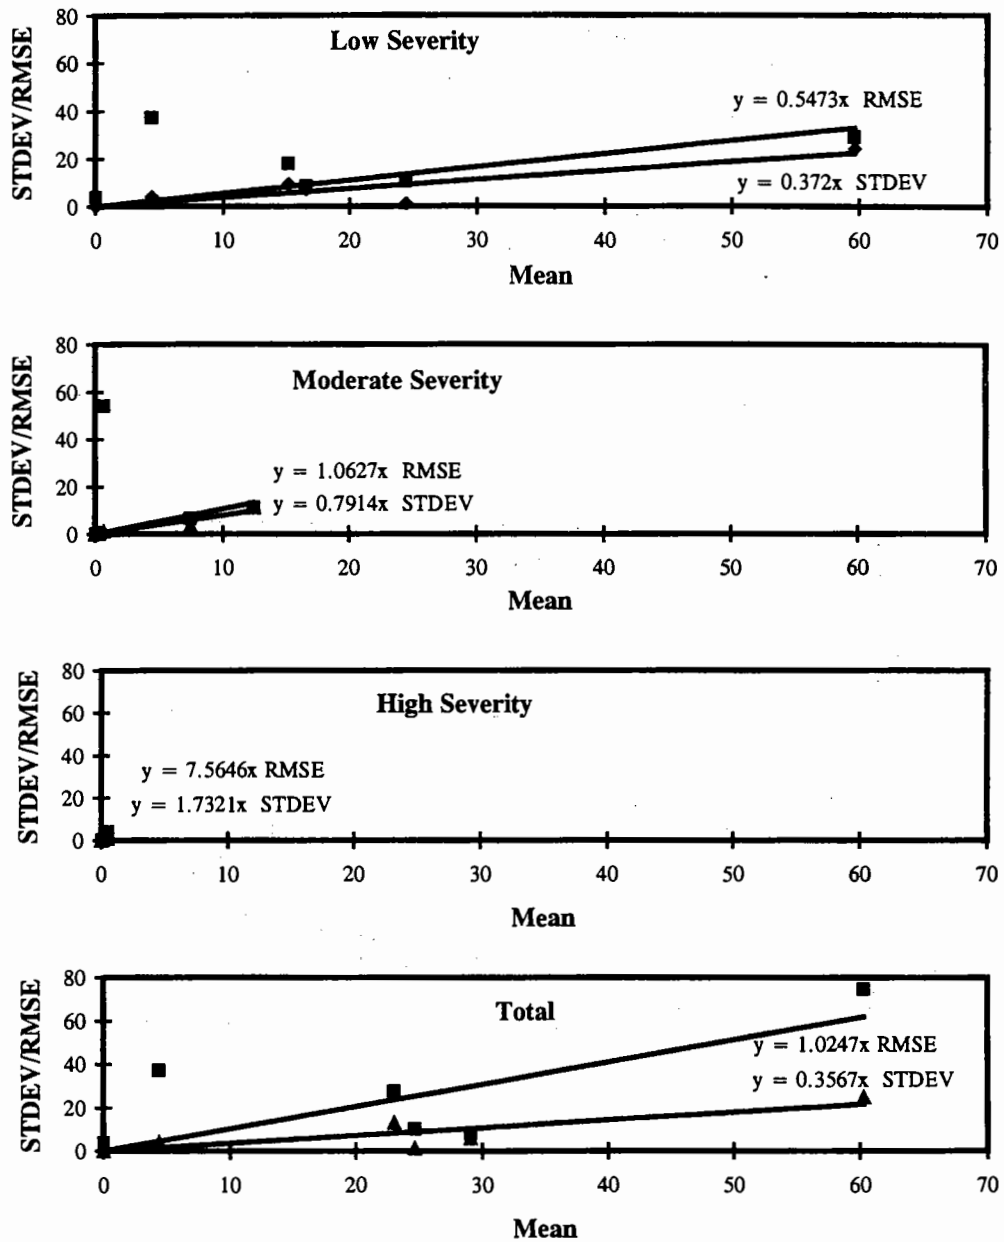 Low Severity
STDEV/RMSE
80
60
40
20
0
y = 0.5473x RMSE
y = 0.372x STDEV
0 10 20 30 40 50 60 70
Mean
Moderate Severity
STDEV/RMSE
80
60
40
20
0
y = 1.0627x RMSE
y = 0.7914x STDEV
0 10 20 30 40 50 60 70
Mean
High Severity
STDEV/RMSE
80
60
40
20
0
y = 7.5646x RMSE
y = 1.7321x STDEV
0 10 20 30 40 50 60 70
Mean
Total
STDEV/RMSE
80
60
40
20
0
y = 1.0247x RMSE
y = 0.3567x STDEV
0 10 20 30 40 50 60 70
Mean